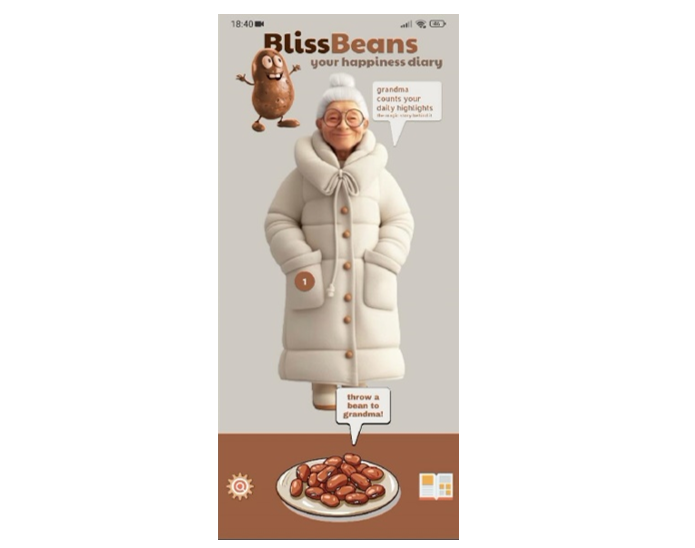 18:40
BlissBeans
your happiness diary
grandma
counts your
daily highlights
1
throw a
bean to
grandma!